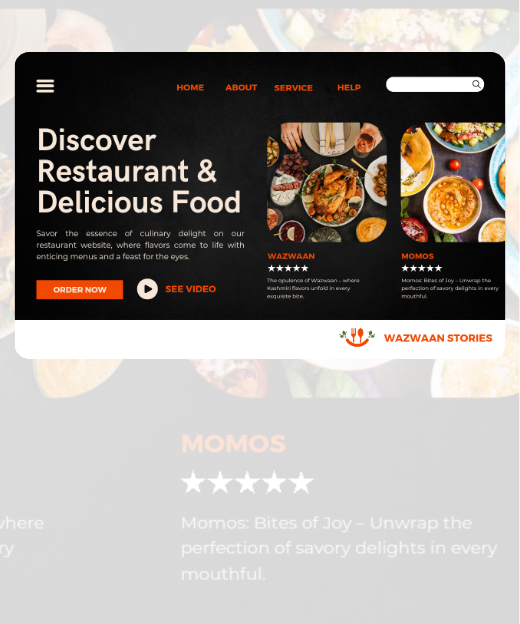 HOME ABOUT SERVICE HELP
Discover
Restaurant &
Delicious Food
Savor the essence of culinary delight on our
restaurant website, where flavors come to life with
enticing menus and a feast for the eyes.
ORDER NOW
SEE VIDEO
WAZWAAN
★★★★★
The opulence of Wazwaan – where
Kashmiri flavors unfold in every
exquisite bite.
MOMOS
★★★★★
Momos: Bites of Joy – Unwrap the
perfection of savory delights in every
mouthful.
WAZWAAN STORIES
where
ry
MOMOS
★★★★★
Momos: Bites of Joy – Unwrap the
perfection of savory delights in every
mouthful.